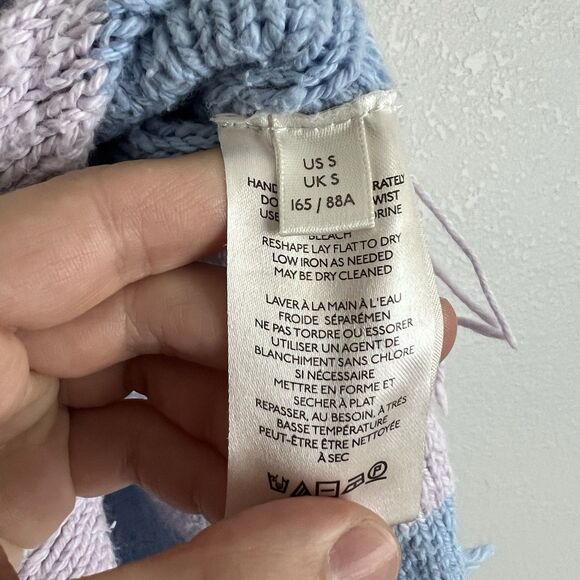 US S
UK S
165 / 88A
HAND
RATELY
DO
WIST
USE
ORINE
BLEACH
RESHAPE LAY FLAT TO DRY
LOW IRON AS NEEDED
MAY BE DRY CLEANED
LAVER À LA MAIN À L'EAU
FROIDE SÉPARÉMEN
NE PAS TORDRE OU ESSORER
UTILISER UN AGENT DE
BLANCHIMENT SANS CHLORE
SI NÉCESSAIRE
METTRE EN FORME ET
SECHER À PLAT
REPASSER, AU BESOIN, À TRÉS
BASSE TEMPÉRATURE
PEUT-ÊTRE ÊTRE NETTOYÉE
À SEC
P